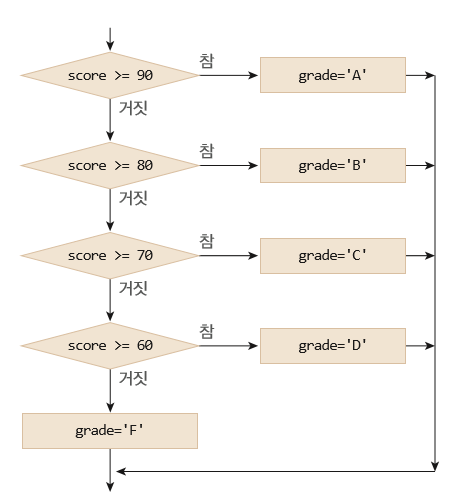 score >= 90
참
grade='A'
거짓
score >= 80
참
grade='B'
거짓
score >= 70
참
grade='C'
거짓
score >= 60
참
grade='D'
거짓
grade='F'